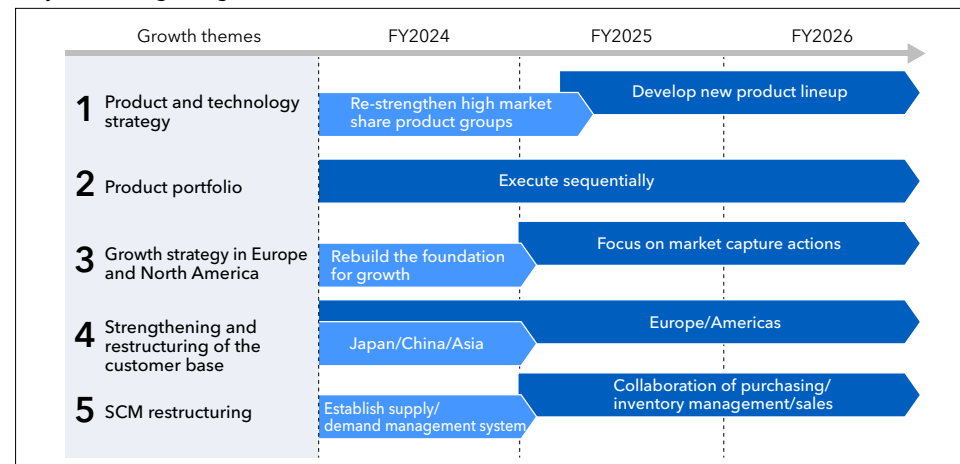 Growth themes FY2024 FY2025 FY2026
1 Product and technology
strategy
Re-strengthen high market
share product groups
Develop new product lineup
2 Product portfolio
Execute sequentially
3 Growth strategy in Europe
and North America
Rebuild the foundation
for growth
Focus on market capture actions
4 Strengthening and
restructuring of the
customer base
Japan/China/Asia
Europe/Americas
5 SCM restructuring
Establish supply/
demand management system
Collaboration of purchasing/
inventory management/sales